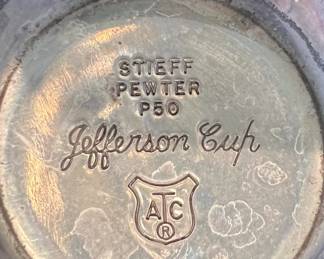 STIEFF
PEWTER
P50
Jefferson Cup
ATC
®